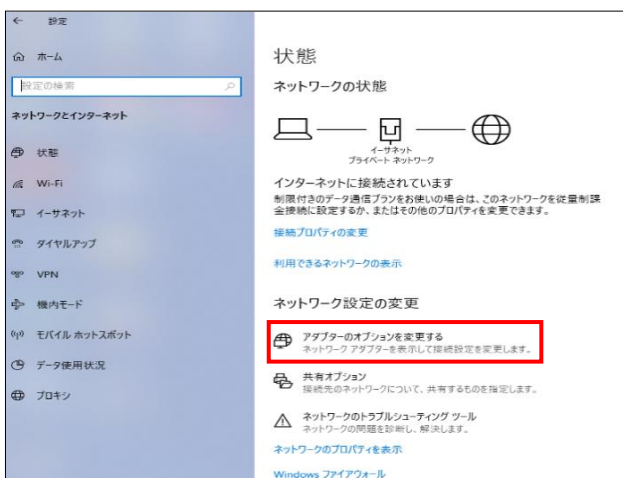 設定
ホーム
設定の検索
ネットワークとインターネット
状態
Wi-Fi
イーサネット
ダイヤルアップ
VPN
機内モード
モバイル ホットスポット
データ使用状況
プロキシ
状態
ネットワークの状態
イーサネット
プライベート ネットワーク
インターネットに接続されています
制限付きのデータ通信プランをお使いの場合は、このネットワークを従量制課
金接続に設定するか、またはその他のプロパティを変更できます。
接続プロパティの変更
利用できるネットワークの表示
ネットワーク設定の変更
アダプターのオプションを変更する
ネットワーク アダプターを表示して接続設定を変更します。
共有オプション
接続先のネットワークについて、共有するものを指定します。
ネットワークのトラブルシューティング ツール
ネットワークの問題を診断し、解決します。
ネットワークのプロパティを表示
Windows ファイアウォール